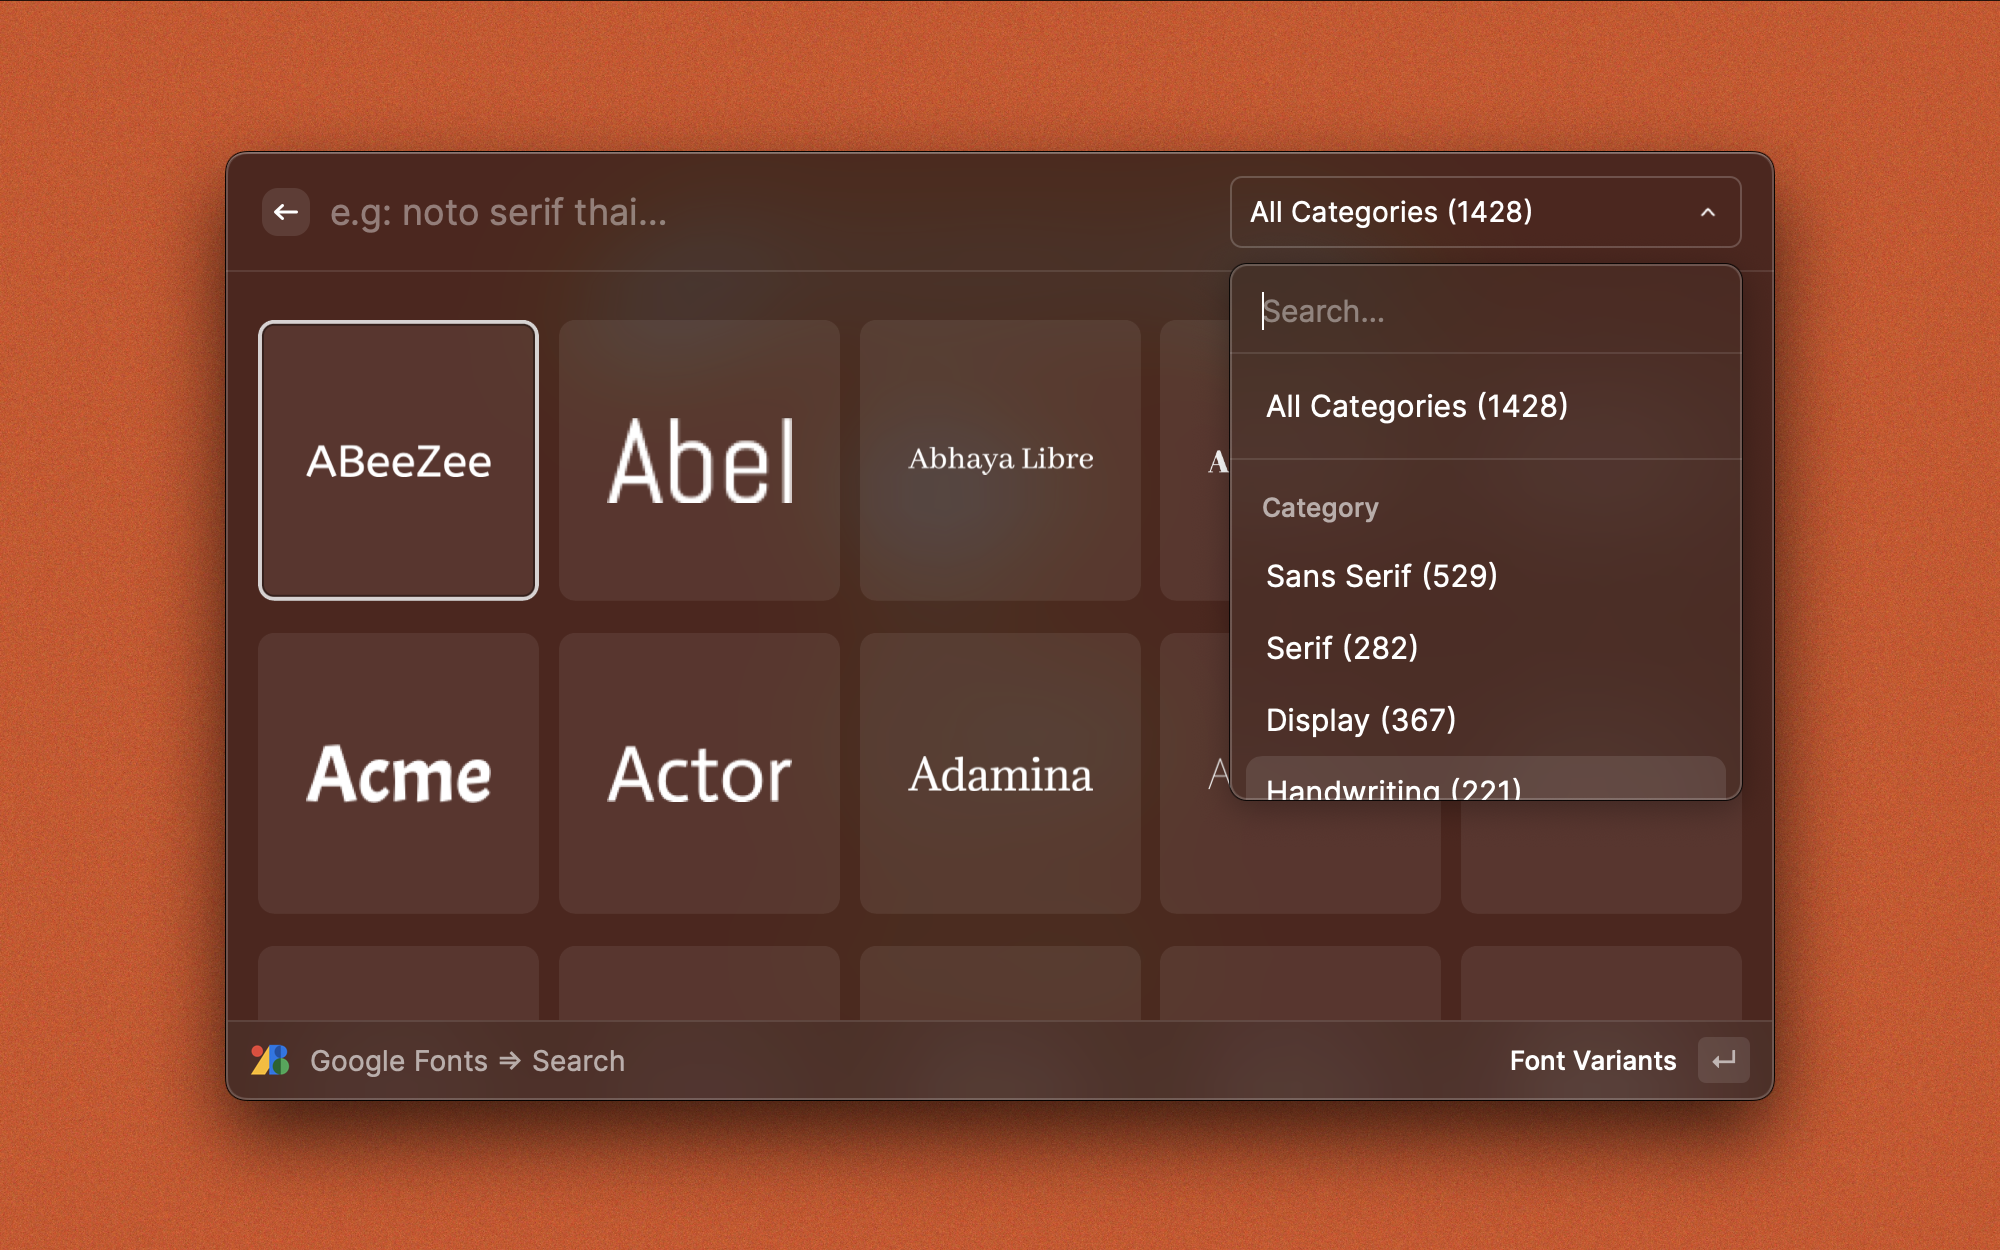 e.g: noto serif thai...
All Categories (1428)
Search...
All Categories (1428)
Category
Sans Serif (529)
Serif (282)
Display (367)
Handwriting (221)
ABeeZee
Abel
Abhaya Libre
A
Acme
Actor
Adamina
A
Google Fonts ⇒ Search
Font Variants